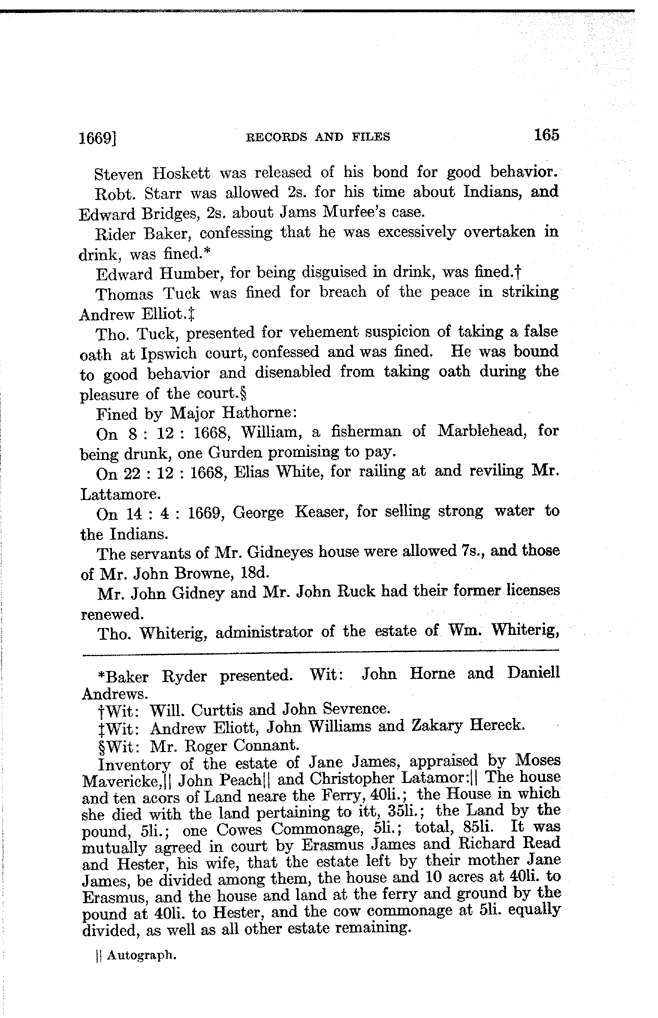 1669] RECORDS AND FILES 165
Steven Hoskett was released of his bond for good behavior.
Robt. Starr was allowed 2s. for his time about Indians, and
Edward Bridges, 2s. about Jams Murfee's case.
Rider Baker, confessing that he was excessively overtaken in
drink, was fined.*
Edward Humber, for being disguised in drink, was fined.†
Thomas Tuck was fined for breach of the peace in striking
Andrew Elliot.‡
Tho. Tuck, presented for vehement suspicion of taking a false
oath at Ipswich court, confessed and was fined. He was bound
to good behavior and disenabled from taking oath during the
pleasure of the court.§
Fined by Major Hathorne:
On 8 : 12 : 1668, William, a fisherman of Marblehead, for
being drunk, one Gurden promising to pay.
On 22 : 12 : 1668, Elias White, for railing at and reviling Mr.
Lattamore.
On 14 : 4 : 1669, George Keaser, for selling strong water to
the Indians.
The servants of Mr. Gidneyes house were allowed 7s., and those
of Mr. John Browne, 18d.
Mr. John Gidney and Mr. John Ruck had their former licenses
renewed.
Tho. Whiterig, administrator of the estate of Wm. Whiterig,
*Baker Ryder presented. Wit: John Horne and Daniell
Andrews.
†Wit: Will. Curttis and John Sevrence.
‡Wit: Andrew Eliott, John Williams and Zakary Hereck.
§Wit: Mr. Roger Connant.
Inventory of the estate of Jane James, appraised by Moses
Mavericke,|| John Peach|| and Christopher Latamor:|| The house
and ten acors of Land neare the Ferry, 40li.; the House in which
she died with the land pertaining to itt, 35li.; the Land by the
pound, 5li.; one Cowes Commonage, 5li.; total, 85li. It was
mutually agreed in court by Erasmus James and Richard Read
and Hester, his wife, that the estate left by their mother Jane
James, be divided among them, the house and 10 acres at 40li. to
Erasmus, and the house and land at the ferry and ground by the
pound at 40li. to Hester, and the cow commonage at 5li. equally
divided, as well as all other estate remaining.
|| Autograph.